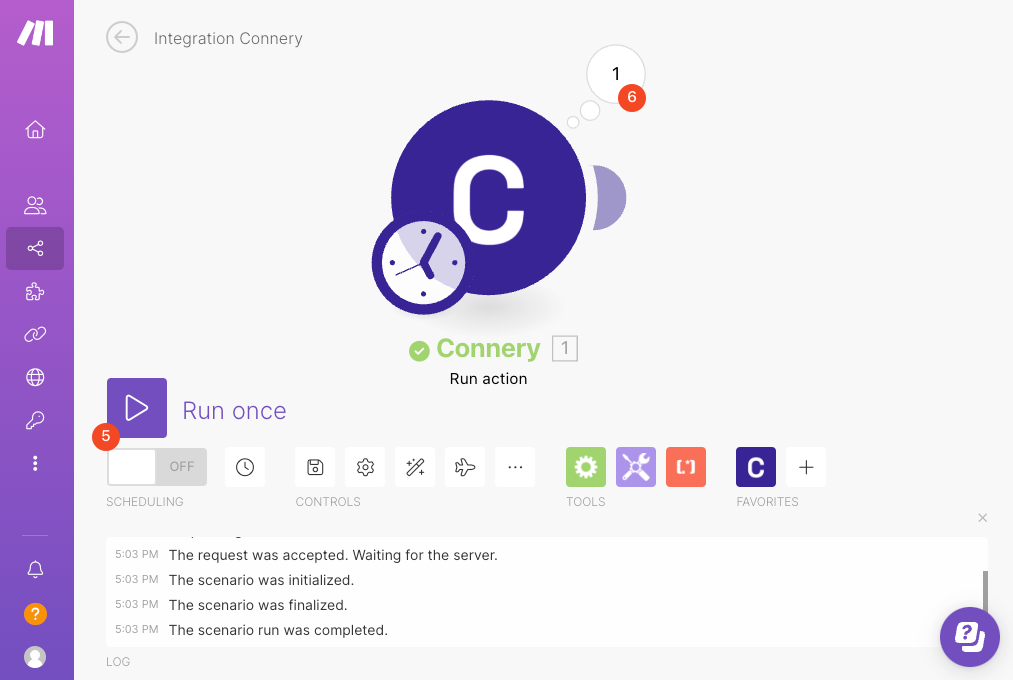 Integration Connery
1
6
C
Connery 1
Run action
Run once
5
OFF
SCHEDULING
CONTROLS
TOOLS
C
FAVORITES
5:03 PM The request was accepted. Waiting for the server.
5:03 PM The scenario was initialized.
5:03 PM The scenario was finalized.
5:03 PM The scenario run was completed.
?
?
LOG